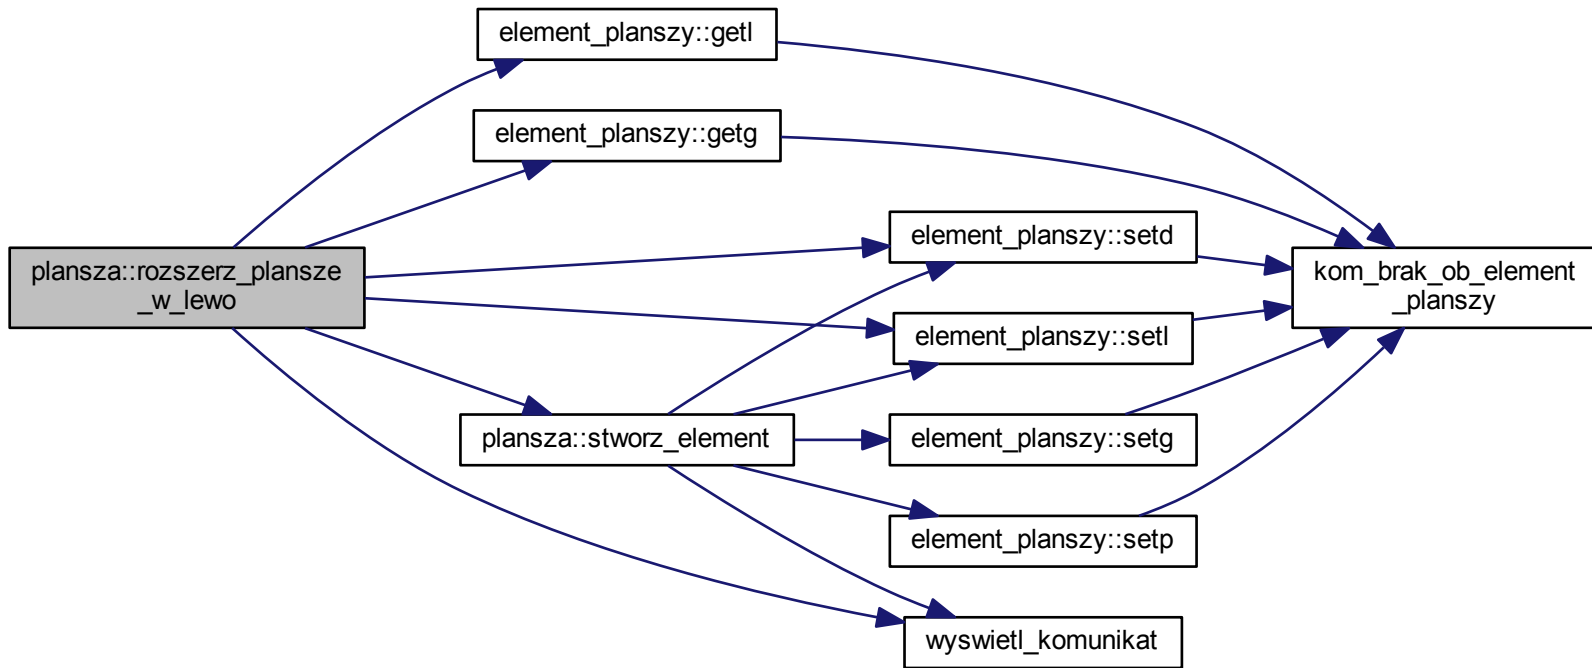 element_planszy::getl
element_planszy::getg
element_planszy::setd
plansza::rozszerz_plansze
_w_lewo
kom_brak_ob_element
_planszy
element_planszy::setl
plansza::stworz_element
element_planszy::setg
element_planszy::setp
wyswietl_komunikat